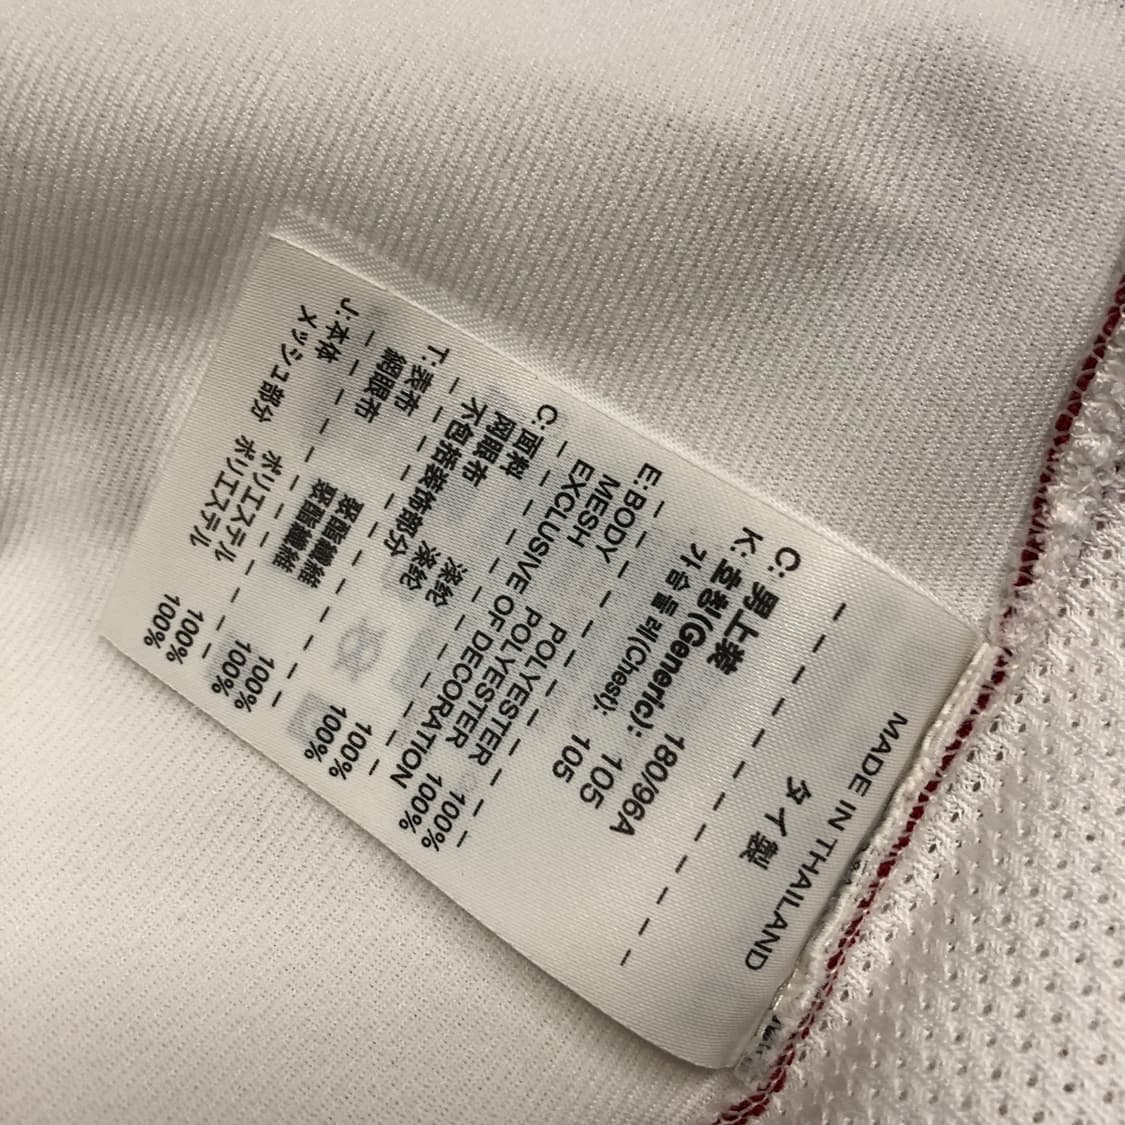 MADE IN THAILAND
タイ製
C: 男上装 180/96A
K: 호칭(Generic): 105
가슴둘레(Chest): 105
E: BODY POLYESTER 100%
MESH POLYESTER 100%
EXCLUSIVE OF DECORATION
C: 面料 涤纶 100%
网眼布 涤纶 100%
不包括装饰部分
T: 表布 聚酯纖維 100%
網眼布 聚酯纖維 100%
J: 本体 ポリエステル 100%
メッシュ部分 ポリエステル 100%